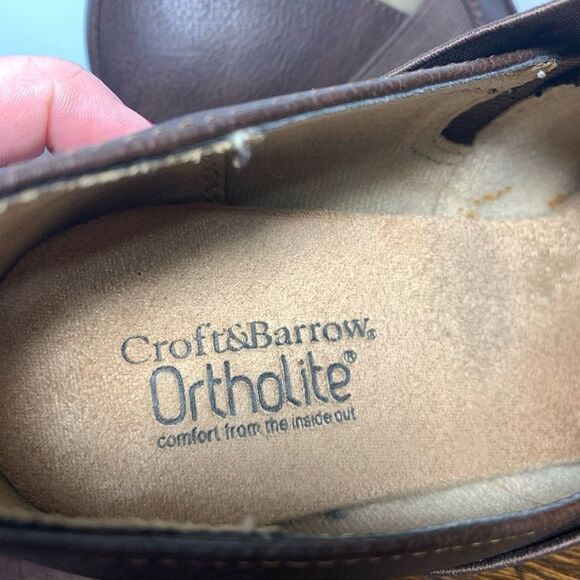 Croft&Barrow®
OrthoLite®
comfort from the inside out